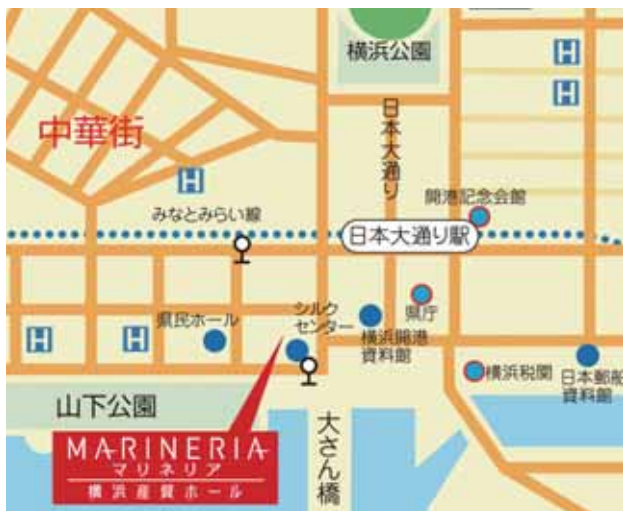 横浜公園
H
H
中華街
日本大通り
H
開港記念会館
みなとみらい線
日本大通り駅
県民ホール
シルク
センター
横浜開港
資料館
県庁
H
H
横浜税関
日本郵船
資料館
山下公園
大さん橋
MARINERIA
マリネリア
横浜産貿ホール